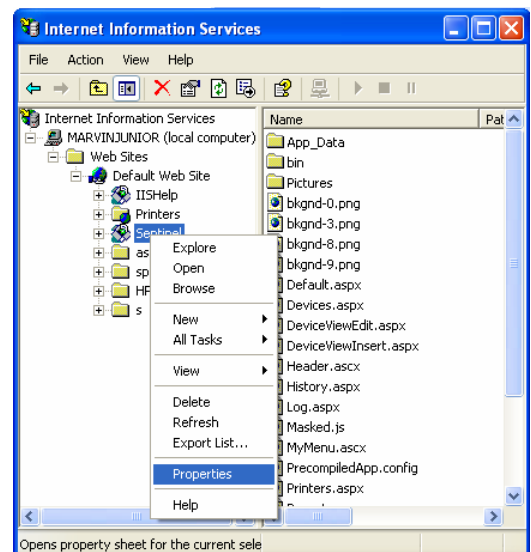 Internet Information Services
File Action View Help
Internet Information Services
MARVINJUNIOR (local computer)
Web Sites
Default Web Site
IISHelp
Printers
Sentinel
as
sp
HP
s
Explore
Open
Browse
New
All Tasks
View
Delete
Refresh
Export List...
Properties
Help
Name
App_Data
bin
Pictures
bkgnd-0.png
bkgnd-3.png
bkgnd-8.png
bkgnd-9.png
Default.aspx
Devices.aspx
DeviceViewEdit.aspx
DeviceViewInsert.aspx
Header.ascx
History.aspx
Log.aspx
Masked.js
MyMenu.ascx
PrecompiledApp.config
Printers.aspx
Opens property sheet for the current sele